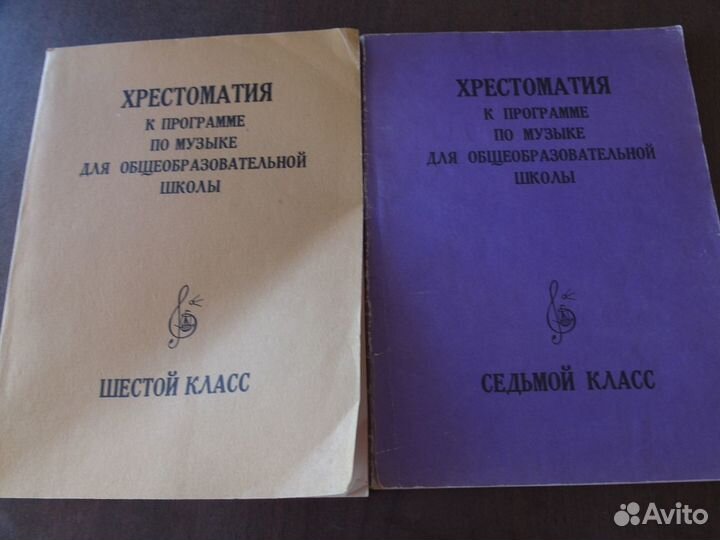 ХРЕСТОМАТИЯ
К ПРОГРАММЕ
ПО МУЗЫКЕ
ДЛЯ ОБЩЕОБРАЗОВАТЕЛЬНОЙ
ШКОЛЫ
ШЕСТОЙ КЛАСС
ХРЕСТОМАТИЯ
К ПРОГРАММЕ
ПО МУЗЫКЕ
ДЛЯ ОБЩЕОБРАЗОВАТЕЛЬНОЙ
ШКОЛЫ
СЕДЬМОЙ КЛАСС
Avito